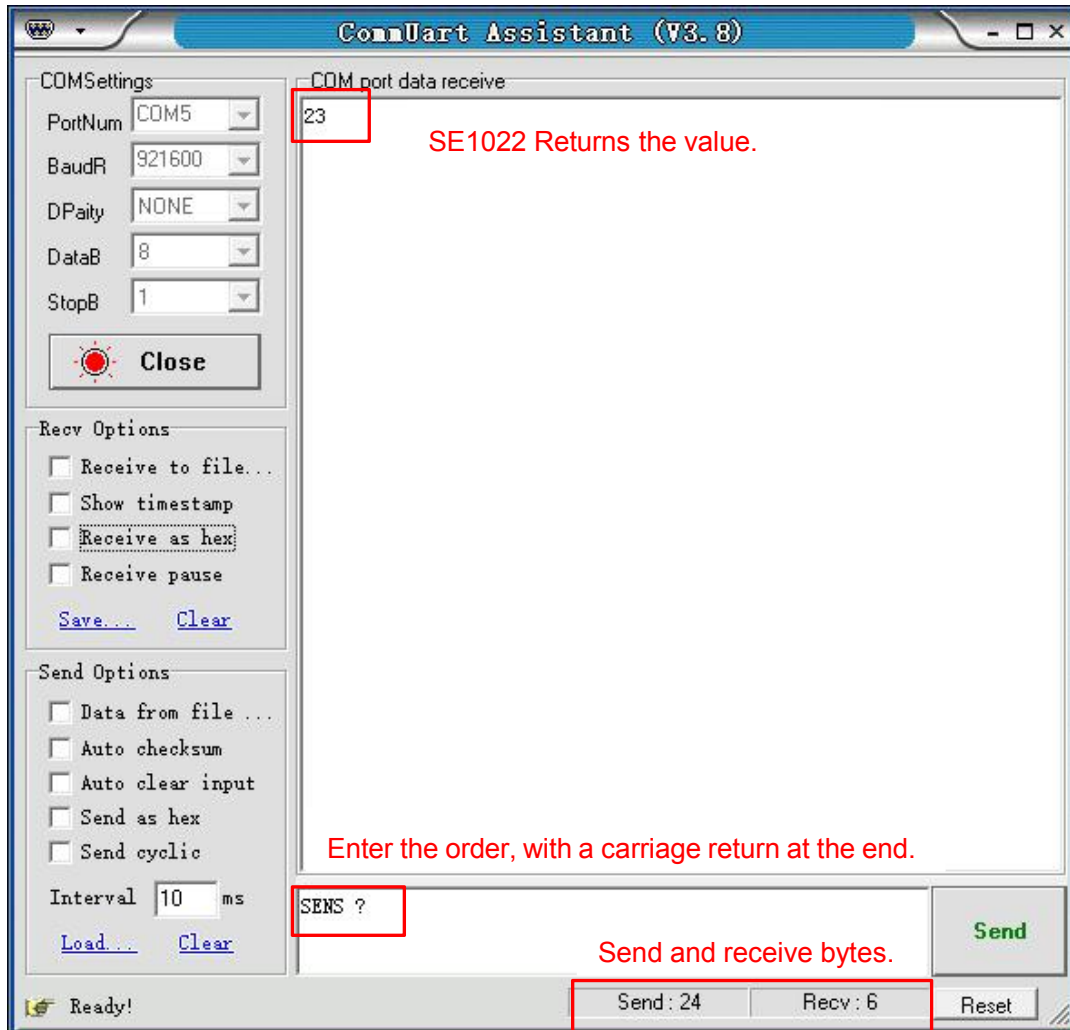 CommUart Assistant (V3.8)
COMSettings
PortNum COM5
BaudR 921600
DPaity NONE
DataB 8
StopB 1
Close
Recv Options
Receive to file...
Show timestamp
Receive as hex
Receive pause
Save... Clear
Send Options
Data from file ...
Auto checksum
Auto clear input
Send as hex
Send cyclic
Interval 10 ms
Load... Clear
COM port data receive
23
SE1022 Returns the value.
Enter the order, with a carriage return at the end.
SENS ?
Send
Send and receive bytes.
Ready!
Send : 24
Recv : 6
Reset